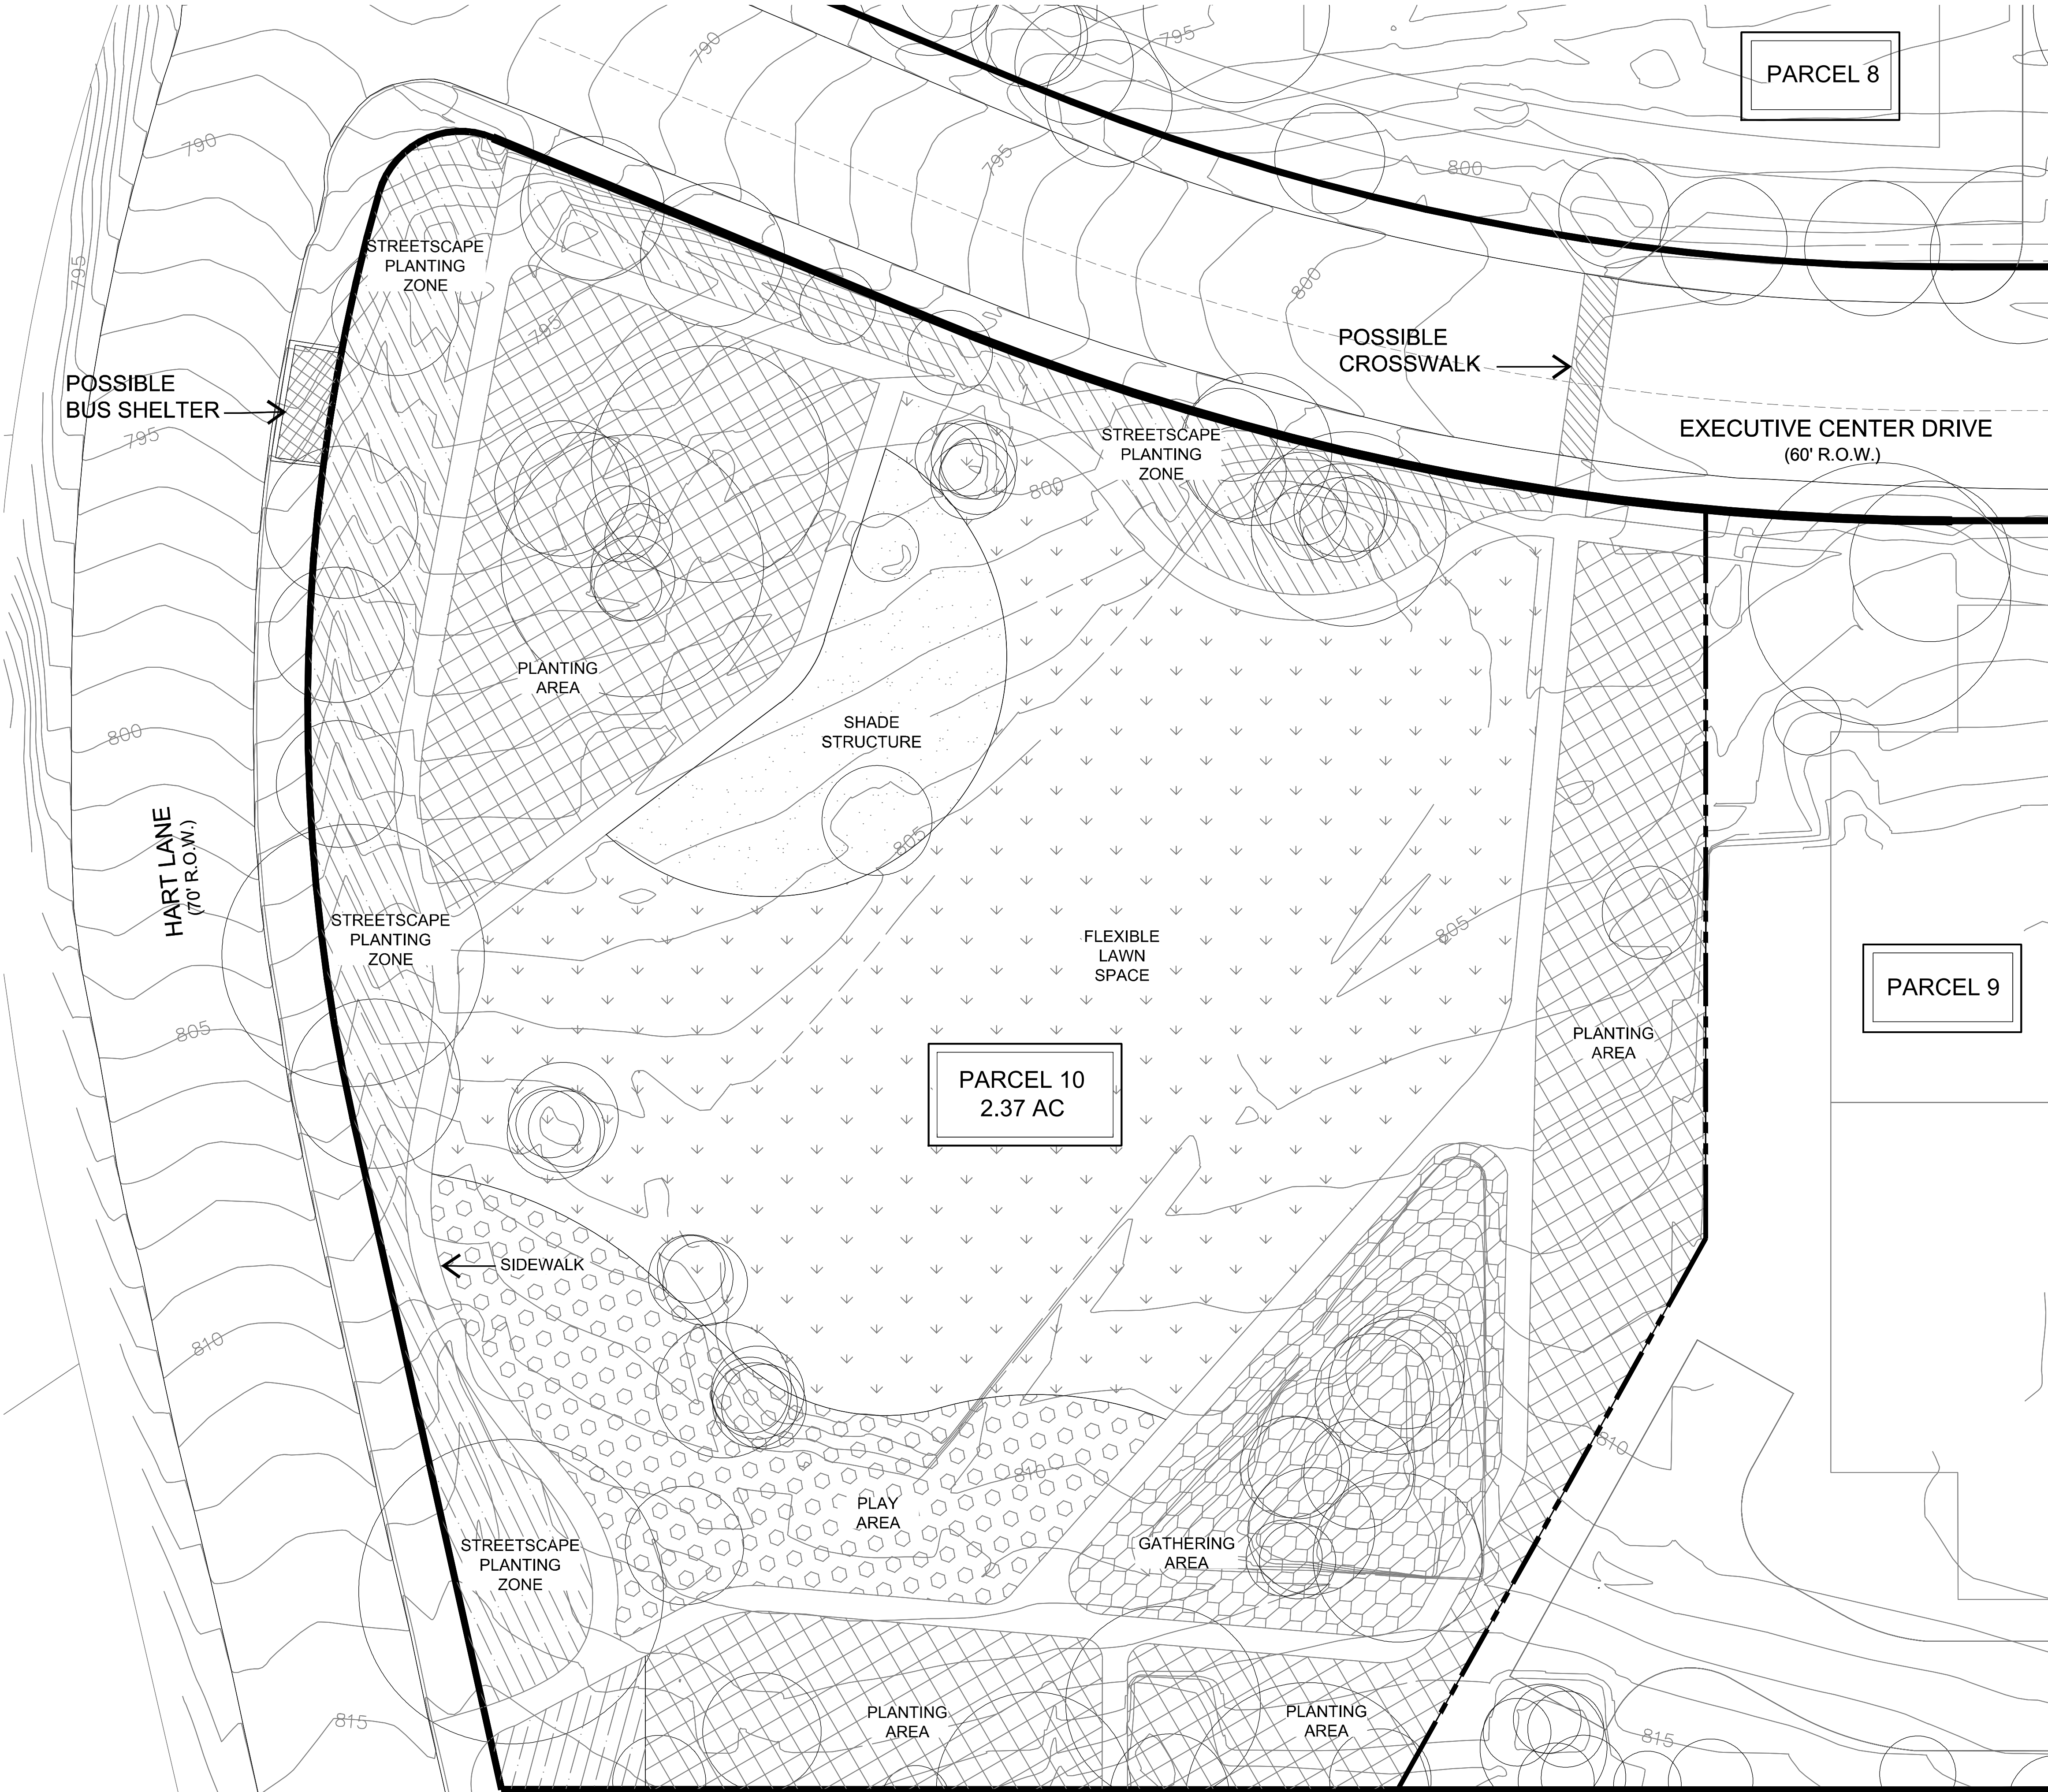 790
795
PARCEL 8
790
795
800
STREETSCAPE
PLANTING
ZONE
795
800
795
POSSIBLE
CROSSWALK
POSSIBLE
BUS SHELTER
795
EXECUTIVE CENTER DRIVE
(60' R.O.W.)
STREETSCAPE
PLANTING
ZONE
800
PLANTING
AREA
SHADE
STRUCTURE
800
805
HART LANE
(70' R.O.W.)
STREETSCAPE
PLANTING
ZONE
FLEXIBLE
LAWN
SPACE
805
PARCEL 9
805
PLANTING
AREA
PARCEL 10
2.37 AC
SIDEWALK
810
810
810
PLAY
AREA
GATHERING
AREA
STREETSCAPE
PLANTING
ZONE
PLANTING
AREA
PLANTING
AREA
815
815